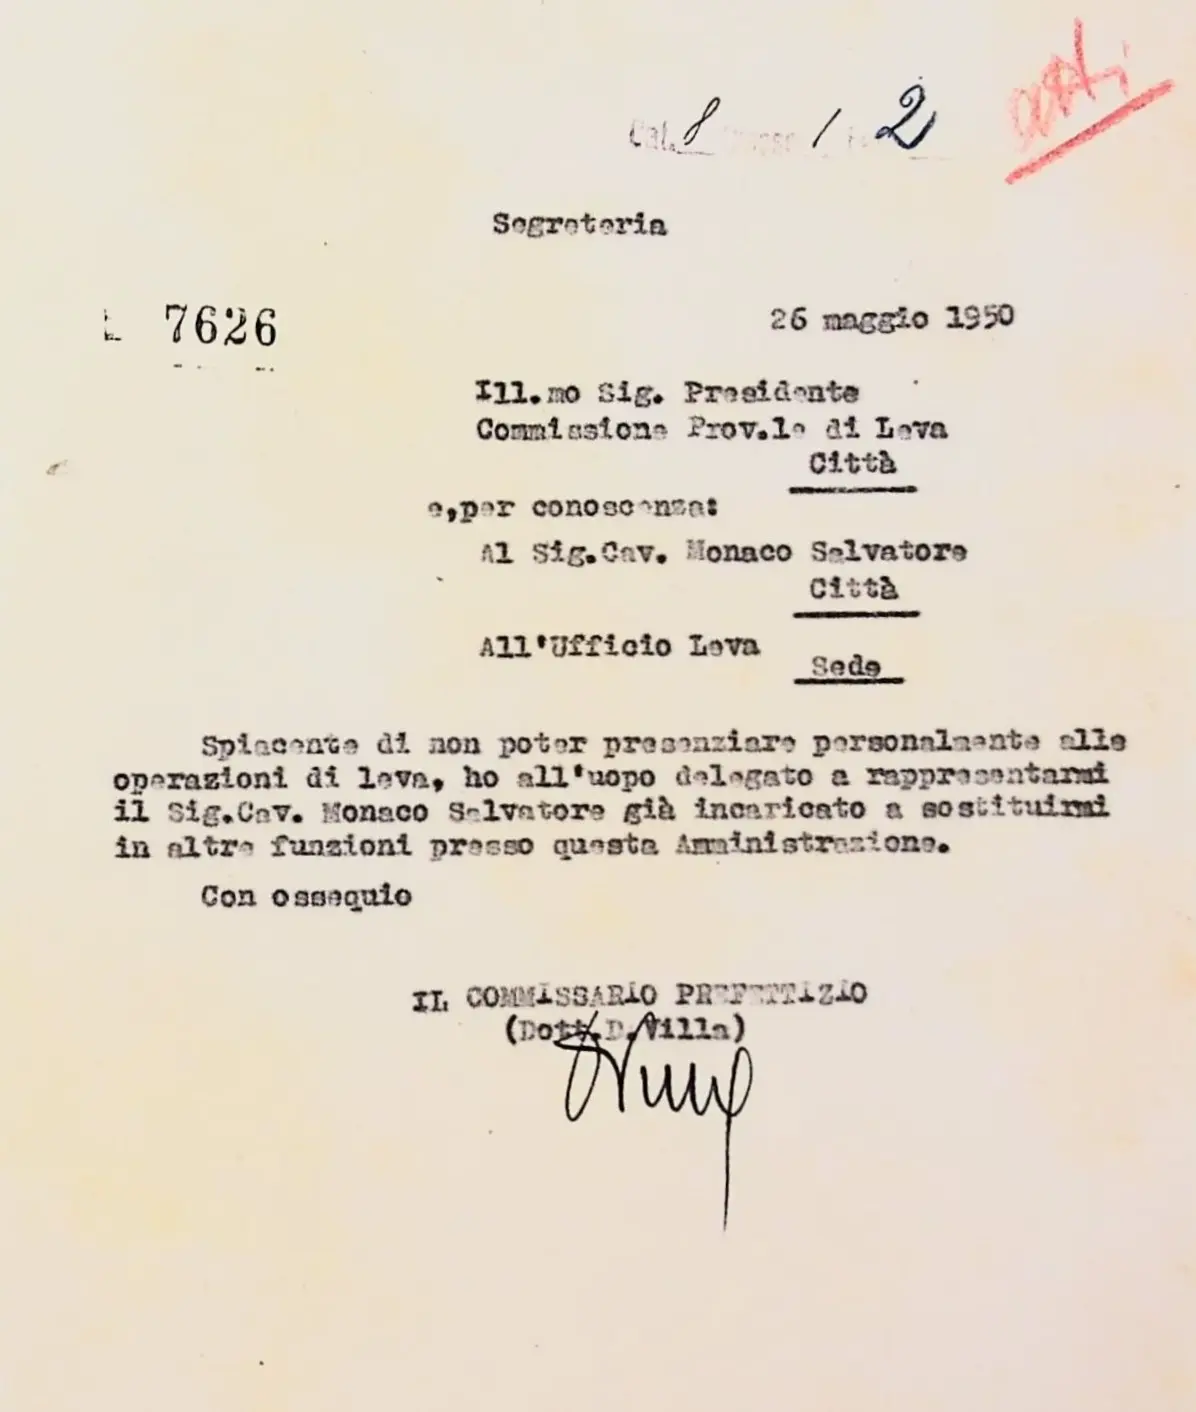 Cat. 8 / 2
atti
Segreteria
7626
26 maggio 1950
Ill.mo Sig. Presidente
Commissione Prov.le di Leva
Città
e,per conoscenza:
Al Sig.Cav. Monaco Salvatore
Città
All'Ufficio Leva
Sede
Spiacente di non poter presenziare personalmente alle
operazioni di leva, ho all'uopo delegato a rappresentarmi
il Sig.Cav. Monaco Salvatore già incaricato a sostituirmi
in altre funzioni presso questa Amministrazione.
Con ossequio
IL COMMISSARIO PREFETTIZIO
(Dott.D.Villa)